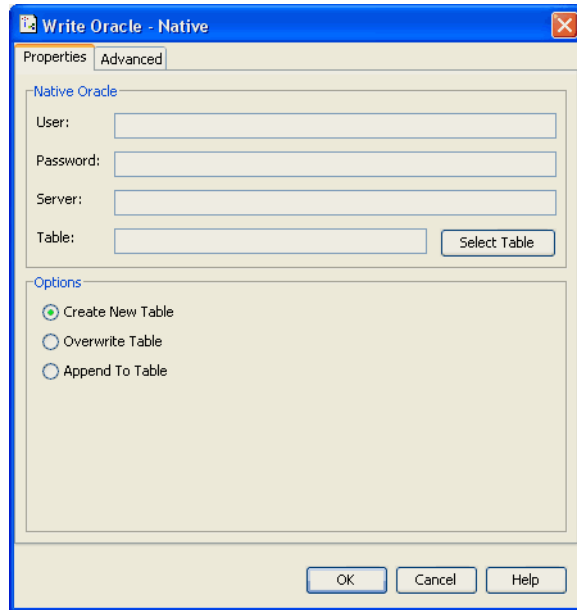 Write Oracle - Native
Properties Advanced
Native Oracle
User:
Password:
Server:
Table: Select Table
Options
Create New Table
Overwrite Table
Append To Table
OK Cancel Help